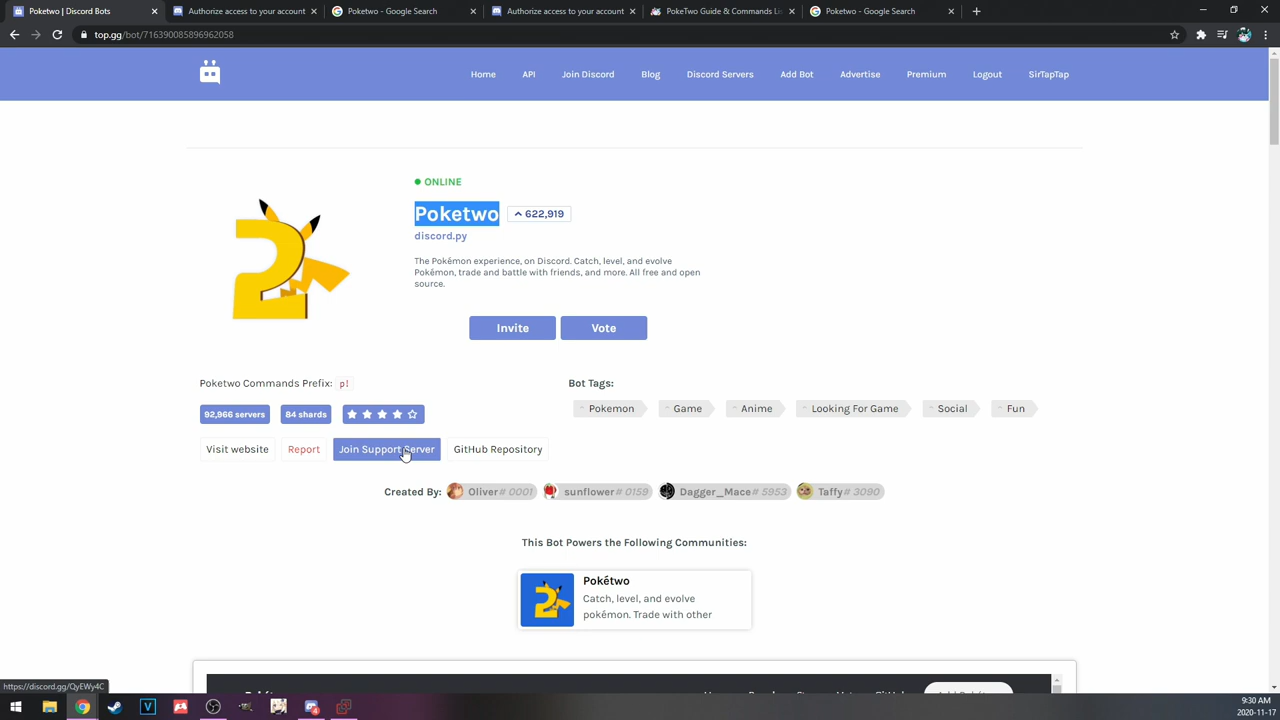 Poketwo | Discord Bots
Authorize access to your account
Poketwo - Google Search
Authorize access to your account
PokeTwo Guide & Commands Li
Poketwo - Google Search
top.gg/bot/716390085896962058
Home API Join Discord Blog Discord Servers Add Bot Advertise Premium Logout SirTapTap
ONLINE
Poketwo 622,919
discord.py
The Pokémon experience, on Discord. Catch, level, and evolve
Pokémon, trade and battle with friends, and more. All free and open
source.
Invite Vote
Poketwo Commands Prefix: p!
92,966 servers 84 shards
Visit website Report Join Support Server GitHub Repository
Bot Tags:
Pokemon Game Anime Looking For Game Social Fun
Created By: Oliver# 0001 sunflower# 0159 Dagger_Mace# 5953 Taffy# 3090
This Bot Powers the Following Communities:
2
Pokétwo
Catch, level, and evolve
pokémon. Trade with other
https://discord.gg/QyEWy4C
9:30 AM
2020-11-17